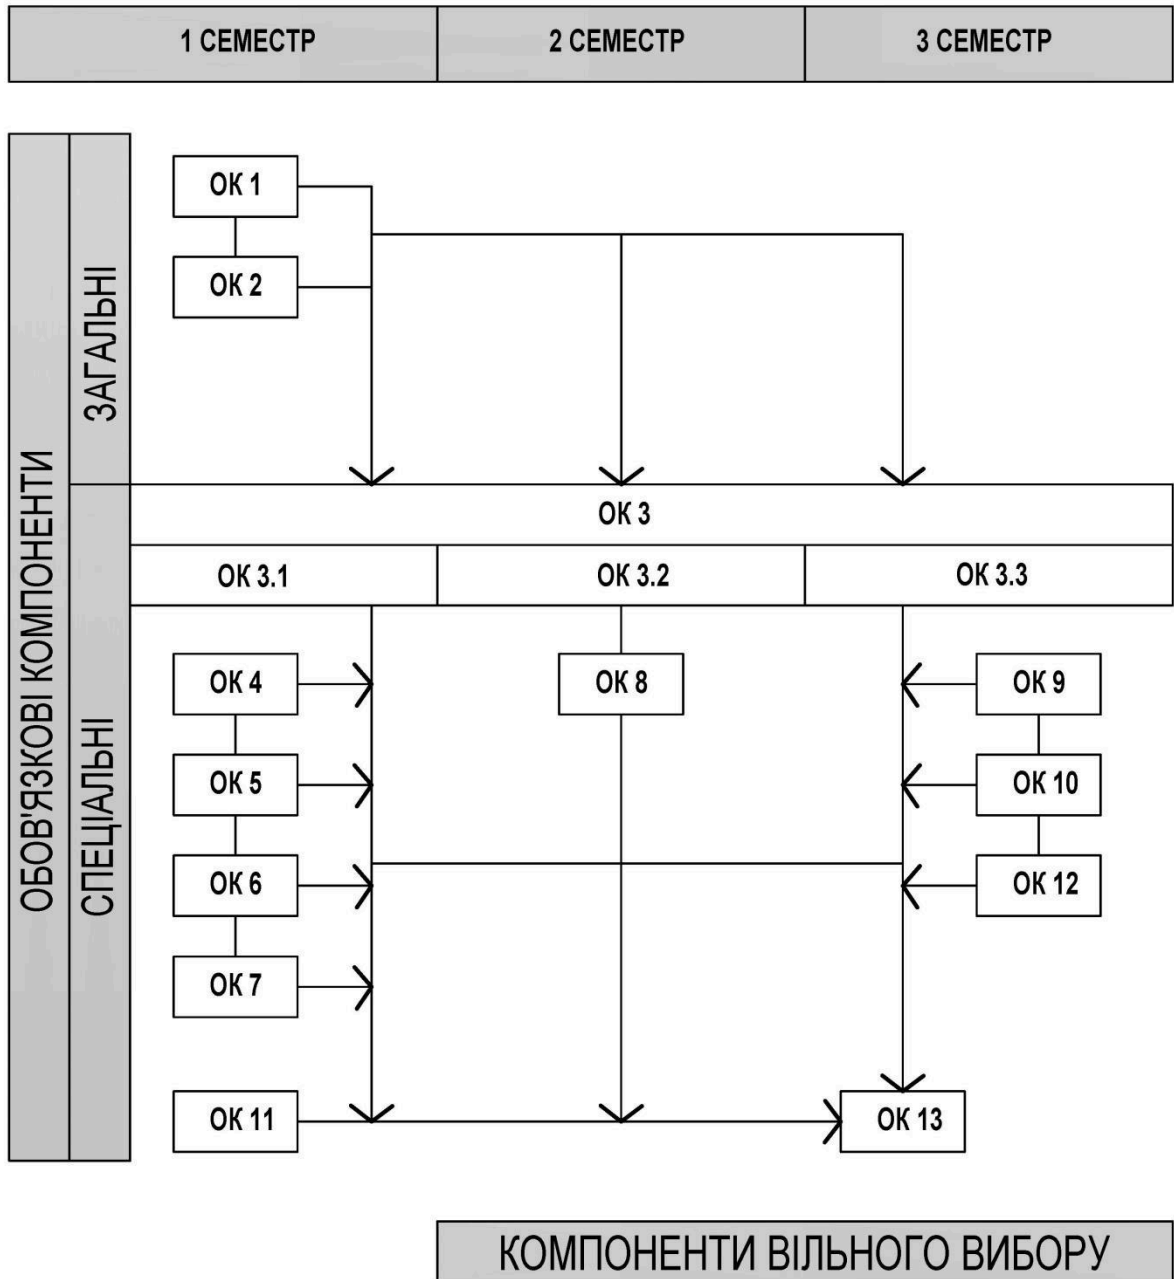 1 СЕМЕСТР
2 СЕМЕСТР
3 СЕМЕСТР
ОБОВ'ЯЗКОВІ КОМПОНЕНТИ
ЗАГАЛЬНІ
ОК 1
ОК 2
СПЕЦІАЛЬНІ
ОК 3
ОК 3.1
ОК 3.2
ОК 3.3
ОК 4
ОК 8
ОК 9
ОК 5
ОК 10
ОК 6
ОК 12
ОК 7
ОК 11
ОК 13
КОМПОНЕНТИ ВІЛЬНОГО ВИБОРУ